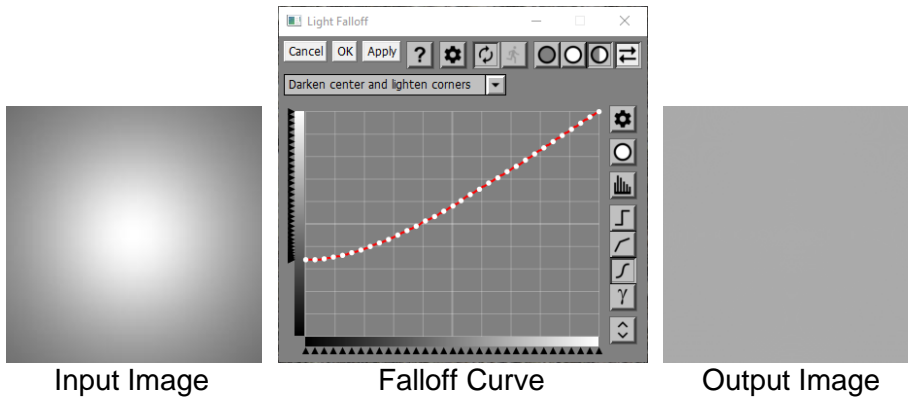 Light Falloff
Cancel OK Apply ?
Darken center and lighten corners
γ
Input Image
Falloff Curve
Output Image